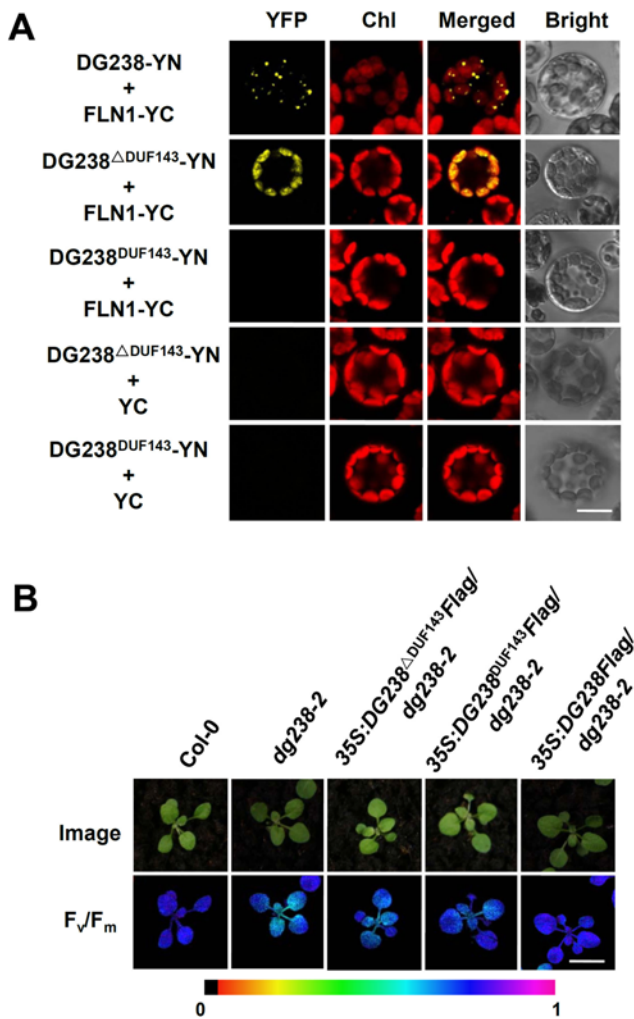 A
YFP Chl Merged Bright
DG238-YN
+
FLN1-YC
DG238△DUF143-YN
+
FLN1-YC
DG238DUF143-YN
+
FLN1-YC
DG238△DUF143-YN
+
YC
DG238DUF143-YN
+
YC
B
Col-0
dg238-2
35S:DG238△DUF143Flag/
dg238-2
35S:DG238DUF143Flag/
dg238-2
35S:DG238Flag/
dg238-2
Image
Fv/Fm
0 1